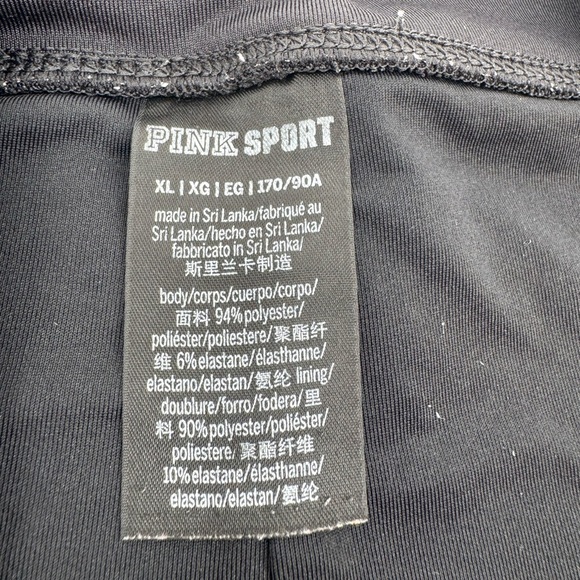 PINK SPORT
XL | XG | EG | 170/90A
made in Sri Lanka/fabriqué au
Sri Lanka/hecho en Sri Lanka/
fabbricato in Sri Lanka/
斯里兰卡制造
body/corps/cuerpo/corpo/
面料 94% polyester/
poliéster/poliestere/聚酯纤
维 6% elastane/élasthanne/
elastano/elastan/氨纶 lining/
doublure/forro/fodera/里
料 90% polyester/poliéster/
poliestere/聚酯纤维
10% elastane/élasthanne/
elastano/elastan/氨纶